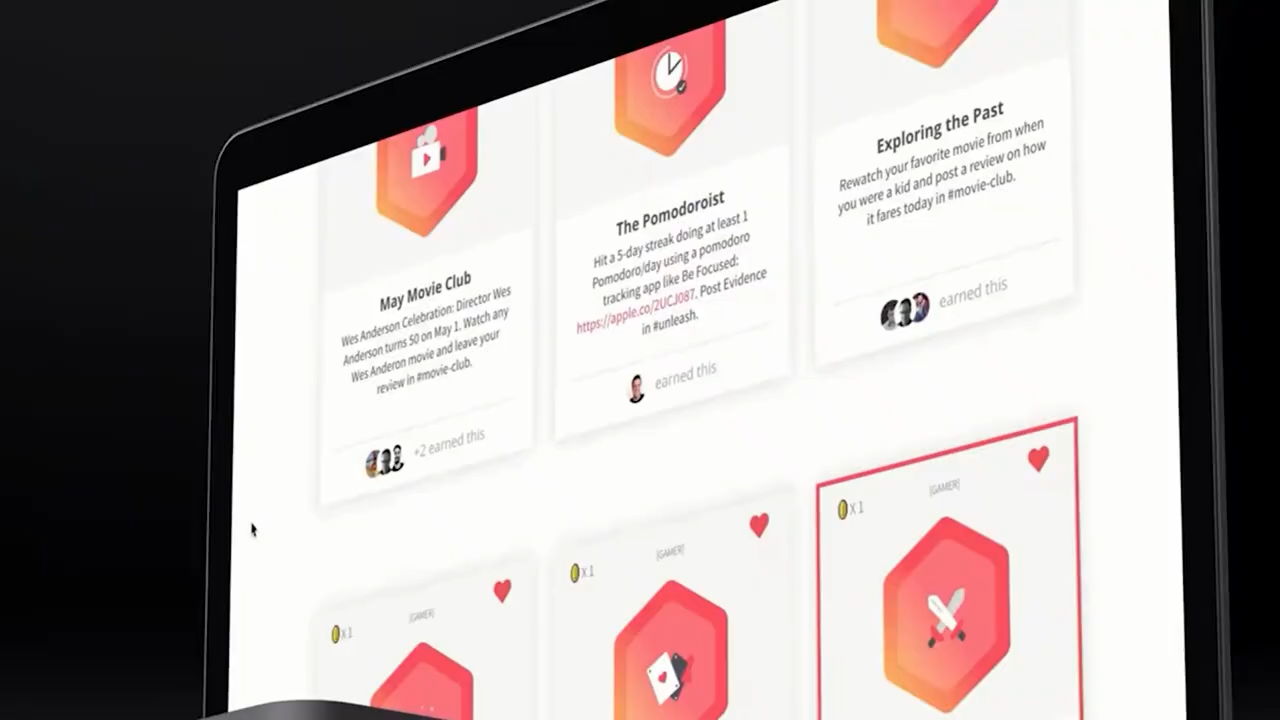 May Movie Club
Wes Anderson Celebration: Director Wes
Anderson turns 50 on May 1. Watch any
Wes Anderon movie and leave your
review in #movie-club.
+2 earned this
The Pomodoroist
Hit a 5-day streak doing at least 1
Pomodoro/day using a pomodoro
tracking app like Be Focused:
https://apple.co/2UCJ087. Post Evidence
in #unleash.
earned this
Exploring the Past
Rewatch your favorite movie from when
you were a kid and post a review on how
it fares today in #movie-club.
earned this
X 1
[GAMER]
X 1
[GAMER]
X 1
[GAMER]